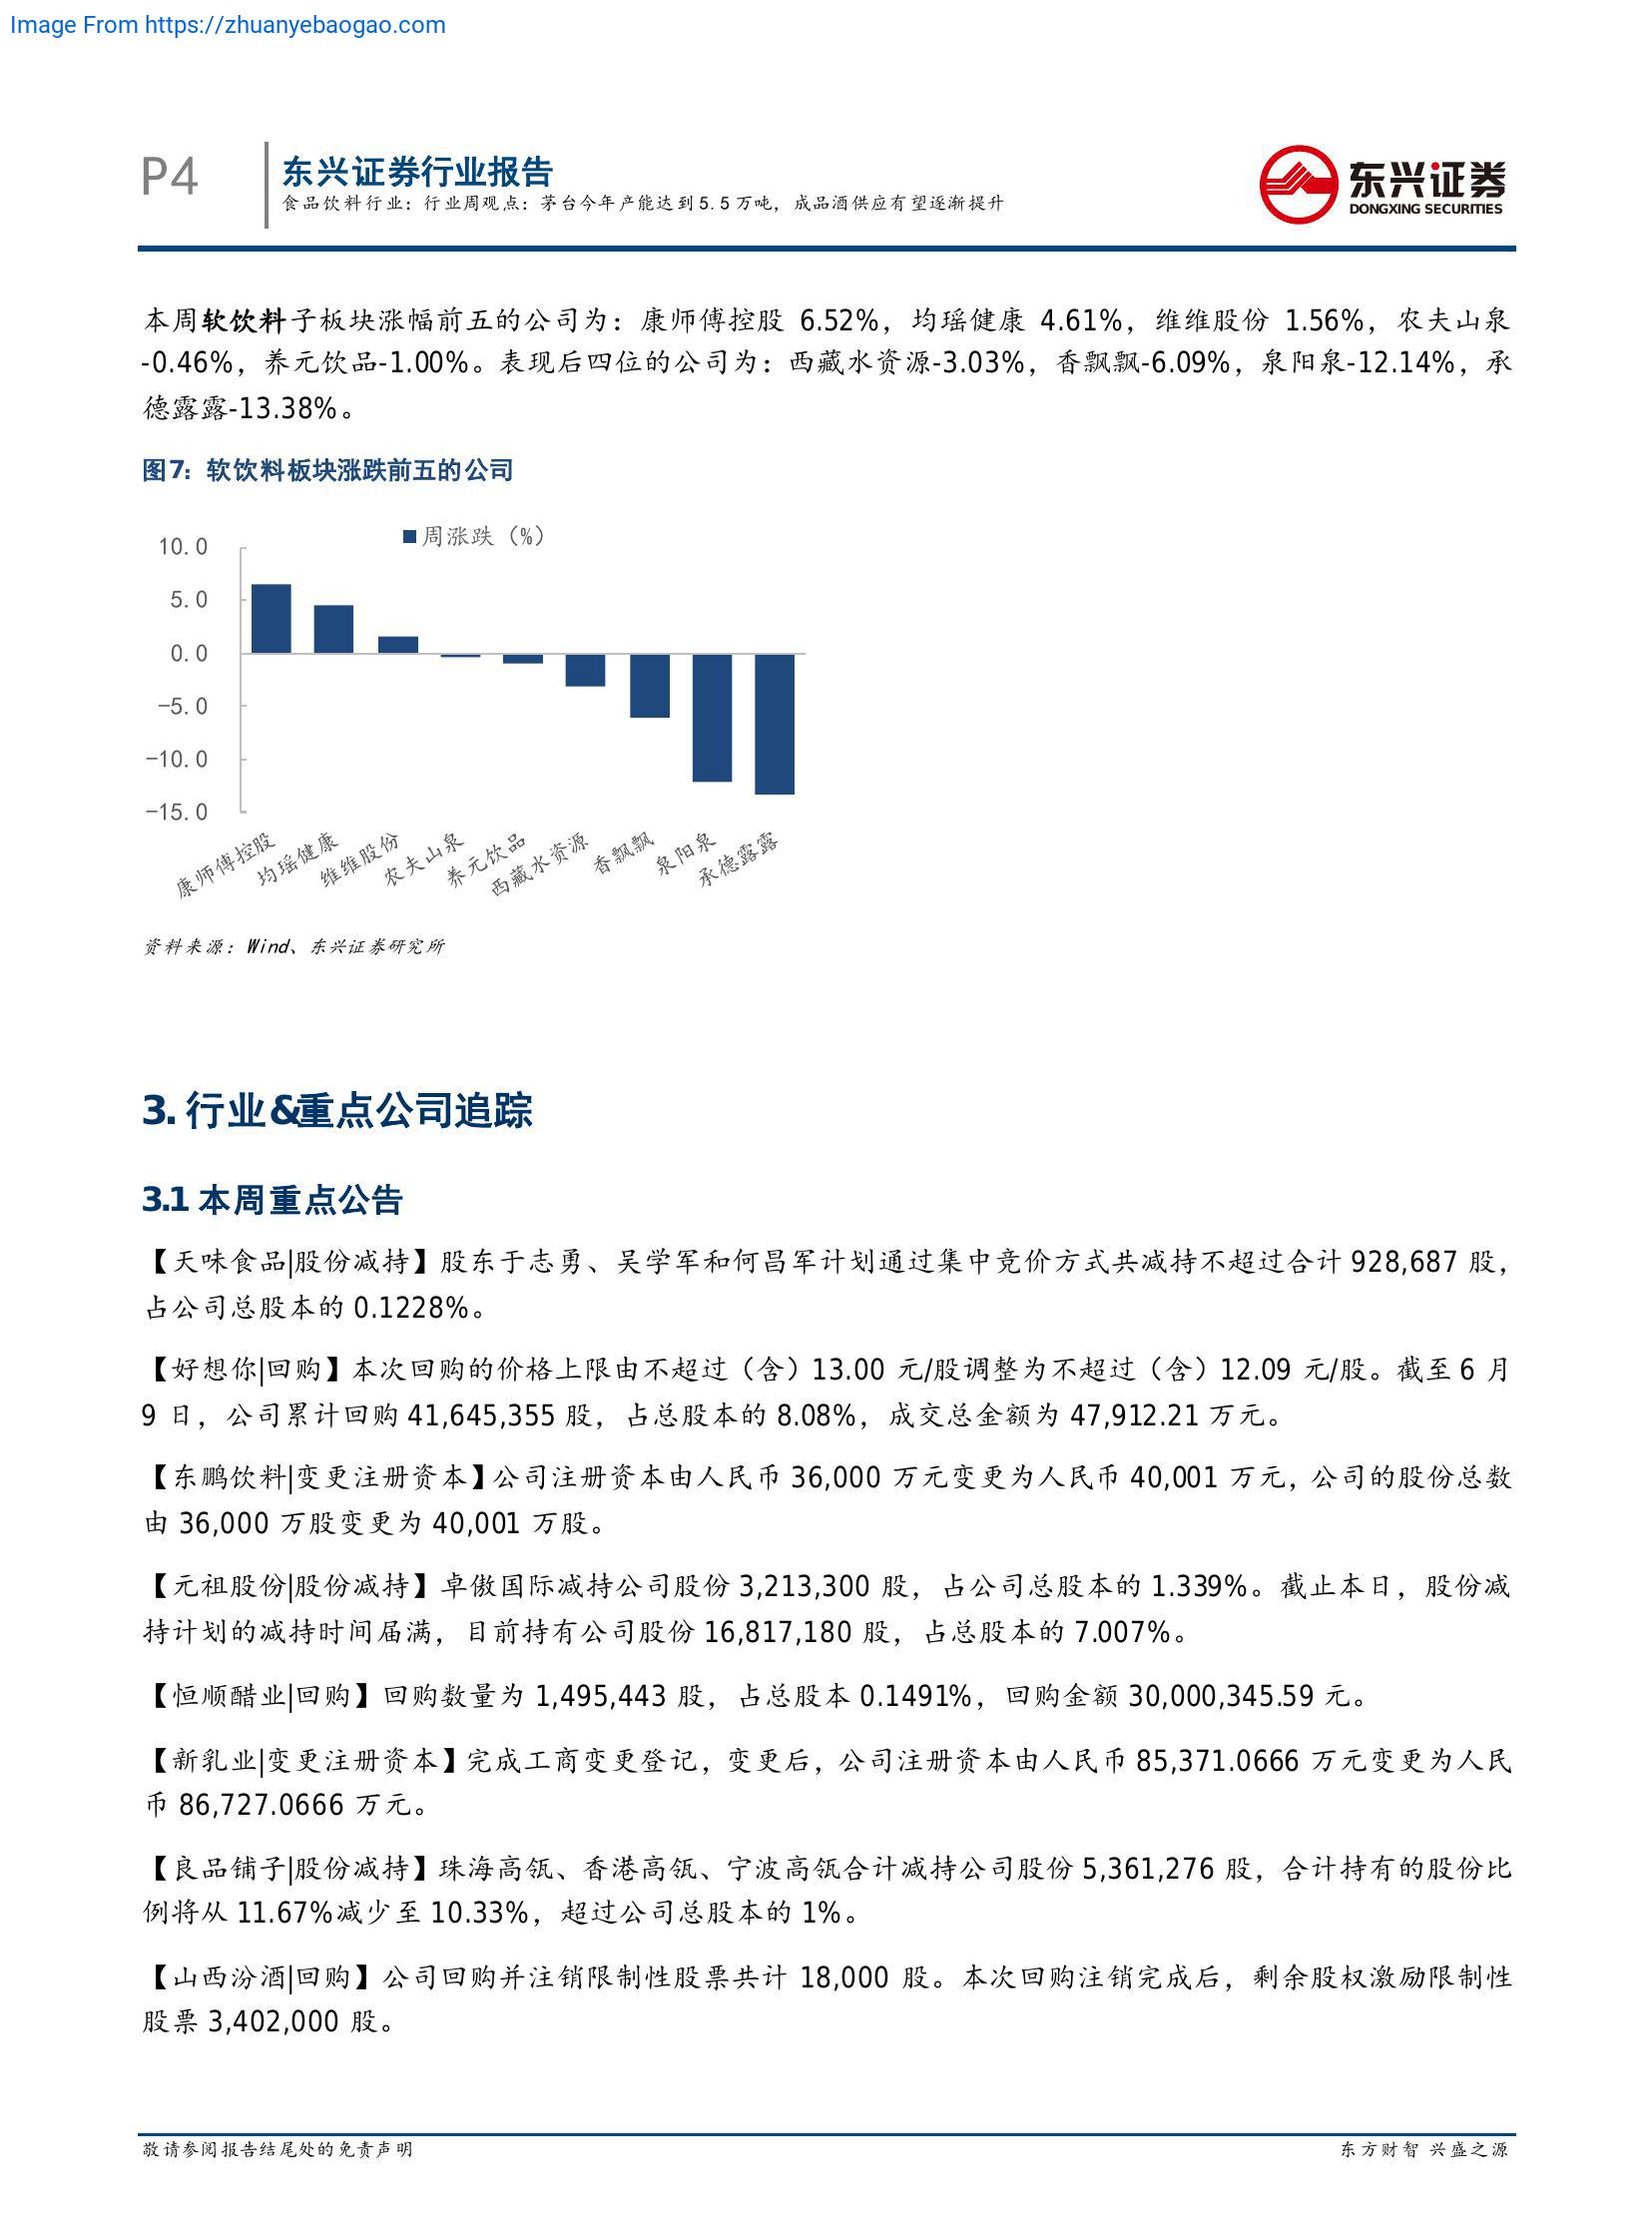 Image From https://zhuanyebaogao.com
P4
东兴证券行业报告
食品饮料行业：行业周观点：茅台今年产能达到5.5万吨，成品酒供应有望逐渐提升
东兴证券
DONGXING SECURITIES
本周软饮料子板块涨幅前五的公司为：康师傅控股 6.52%，均瑶健康 4.61%，维维股份 1.56%，农夫山泉
-0.46%，养元饮品-1.00%。表现后四位的公司为：西藏水资源-3.03%，香飘飘-6.09%，泉阳泉-12.14%，承
德露露-13.38%。
图7：软饮料板块涨跌前五的公司
周涨跌（%）
10.0
5.0
0.0
-5.0
-10.0
-15.0
康师傅控股
均瑶健康
维维股份
农夫山泉
养元饮品
西藏水资源
香飘飘
泉阳泉
承德露露
资料来源：Wind、东兴证券研究所
3. 行业&重点公司追踪
3.1 本周重点公告
【天味食品|股份减持】股东于志勇、吴学军和何昌军计划通过集中竞价方式共减持不超过合计 928,687 股，
占公司总股本的 0.1228%。
【好想你|回购】本次回购的价格上限由不超过（含）13.00 元/股调整为不超过（含）12.09 元/股。截至 6 月
9 日，公司累计回购 41,645,355 股，占总股本的 8.08%，成交总金额为 47,912.21 万元。
【东鹏饮料|变更注册资本】公司注册资本由人民币 36,000 万元变更为人民币 40,001 万元，公司的股份总数
由 36,000 万股变更为 40,001 万股。
【元祖股份|股份减持】卓傲国际减持公司股份 3,213,300 股，占公司总股本的 1.339%。截止本日，股份减
持计划的减持时间届满，目前持有公司股份 16,817,180 股，占总股本的 7.007%。
【恒顺醋业|回购】回购数量为 1,495,443 股，占总股本 0.1491%，回购金额 30,000,345.59 元。
【新乳业|变更注册资本】完成工商变更登记，变更后，公司注册资本由人民币 85,371.0666 万元变更为人民
币 86,727.0666 万元。
【良品铺子|股份减持】珠海高瓴、香港高瓴、宁波高瓴合计减持公司股份 5,361,276 股，合计持有的股份比
例将从 11.67%减少至 10.33%，超过公司总股本的 1%。
【山西汾酒|回购】公司回购并注销限制性股票共计 18,000 股。本次回购注销完成后，剩余股权激励限制性
股票 3,402,000 股。
敬请参阅报告结尾处的免责声明
东方财智 兴盛之源